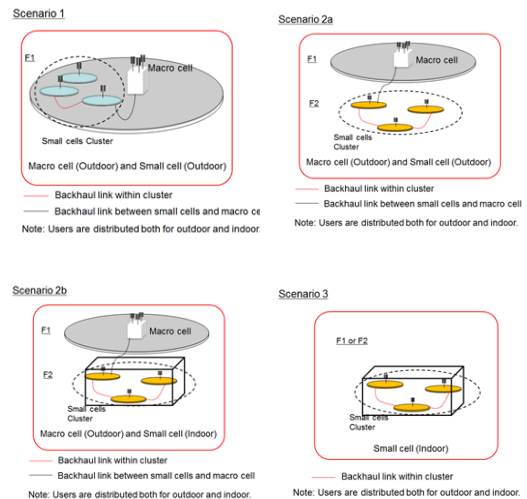 Scenario 1
F1
Macro cell
Small cells Cluster
Macro cell (Outdoor) and Small cell (Outdoor)
Backhaul link within cluster
Backhaul link between small cells and macro ce
Note: Users are distributed both for outdoor and indoor.
Scenario 2a
F1
Macro cell
F2
Small cells
Cluster
Macro cell (Outdoor) and Small cell (Outdoor)
Backhaul link within cluster
Backhaul link between small cells and macro cell
Note: Users are distributed both for outdoor and indoor.
Scenario 2b
F1
Macro cell
F2
Small cells
Cluster
Macro cell (Outdoor) and Small cell (Indoor)
Backhaul link within cluster
Backhaul link between small cells and macro cell
Note: Users are distributed both for outdoor and indoor.
Scenario 3
F1 or F2
Small cells
Cluster
Small cell (Indoor)
Backhaul link within cluster
Note: Users are distributed both for outdoor and indoor.